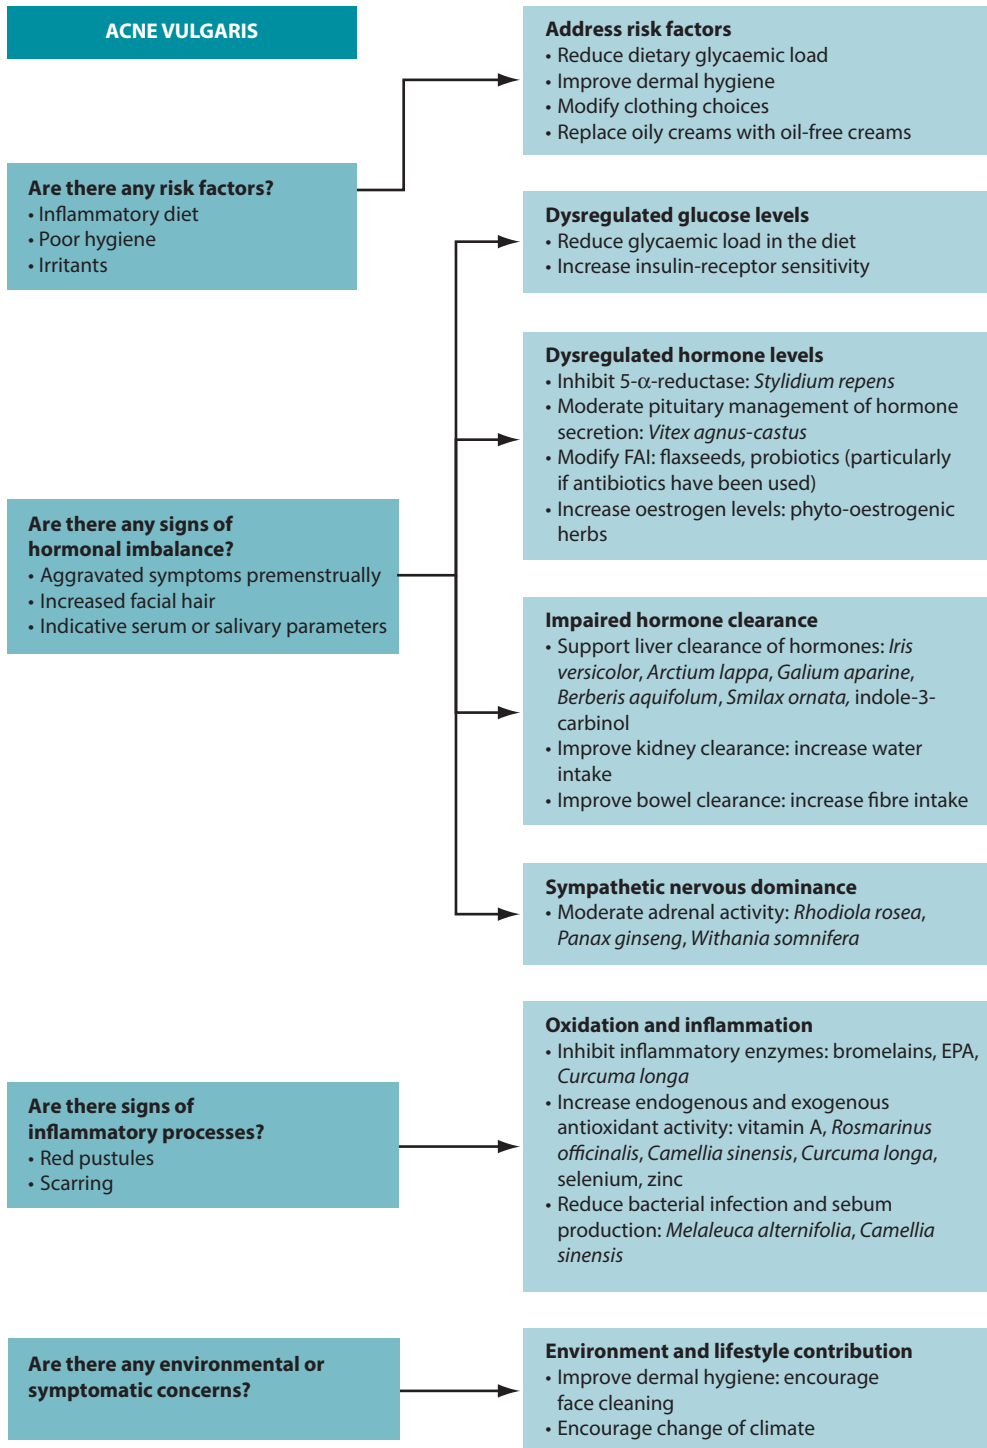 ACNE VULGARIS
Are there any risk factors?
• Inflammatory diet
• Poor hygiene
• Irritants
Address risk factors
• Reduce dietary glycaemic load
• Improve dermal hygiene
• Modify clothing choices
• Replace oily creams with oil-free creams
Are there any signs of
hormonal imbalance?
• Aggravated symptoms premenstrually
• Increased facial hair
• Indicative serum or salivary parameters
Dysregulated glucose levels
• Reduce glycaemic load in the diet
• Increase insulin-receptor sensitivity
Dysregulated hormone levels
• Inhibit 5-α-reductase: Stylidium repens
• Moderate pituitary management of hormone
secretion: Vitex agnus-castus
• Modify FAI: flaxseeds, probiotics (particularly
if antibiotics have been used)
• Increase oestrogen levels: phyto-oestrogenic
herbs
Impaired hormone clearance
• Support liver clearance of hormones: Iris
versicolor, Arctium lappa, Galium aparine,
Berberis aquifolum, Smilax ornata, indole-3-
carbinol
• Improve kidney clearance: increase water
intake
• Improve bowel clearance: increase fibre intake
Sympathetic nervous dominance
• Moderate adrenal activity: Rhodiola rosea,
Panax ginseng, Withania somnifera
Are there signs of
inflammatory processes?
• Red pustules
• Scarring
Oxidation and inflammation
• Inhibit inflammatory enzymes: bromelains, EPA,
Curcuma longa
• Increase endogenous and exogenous
antioxidant activity: vitamin A, Rosmarinus
officinalis, Camellia sinensis, Curcuma longa,
selenium, zinc
• Reduce bacterial infection and sebum
production: Melaleuca alternifolia, Camellia
sinensis
Are there any environmental or
symptomatic concerns?
Environment and lifestyle contribution
• Improve dermal hygiene: encourage
face cleaning
• Encourage change of climate